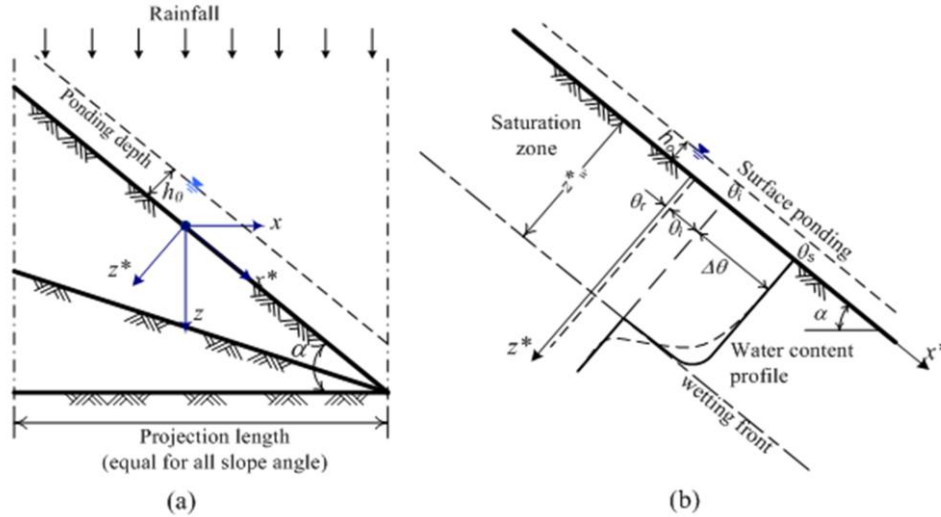 Rainfall
Ponding depth
h₀
x
z*
x*
z
α
Projection length
(equal for all slope angle)
(a)
Saturation
zone
h₀
Surface ponding
θi
θr
θi
θs
Δθ
α
z*
x*
Water content
profile
wetting front
(b)